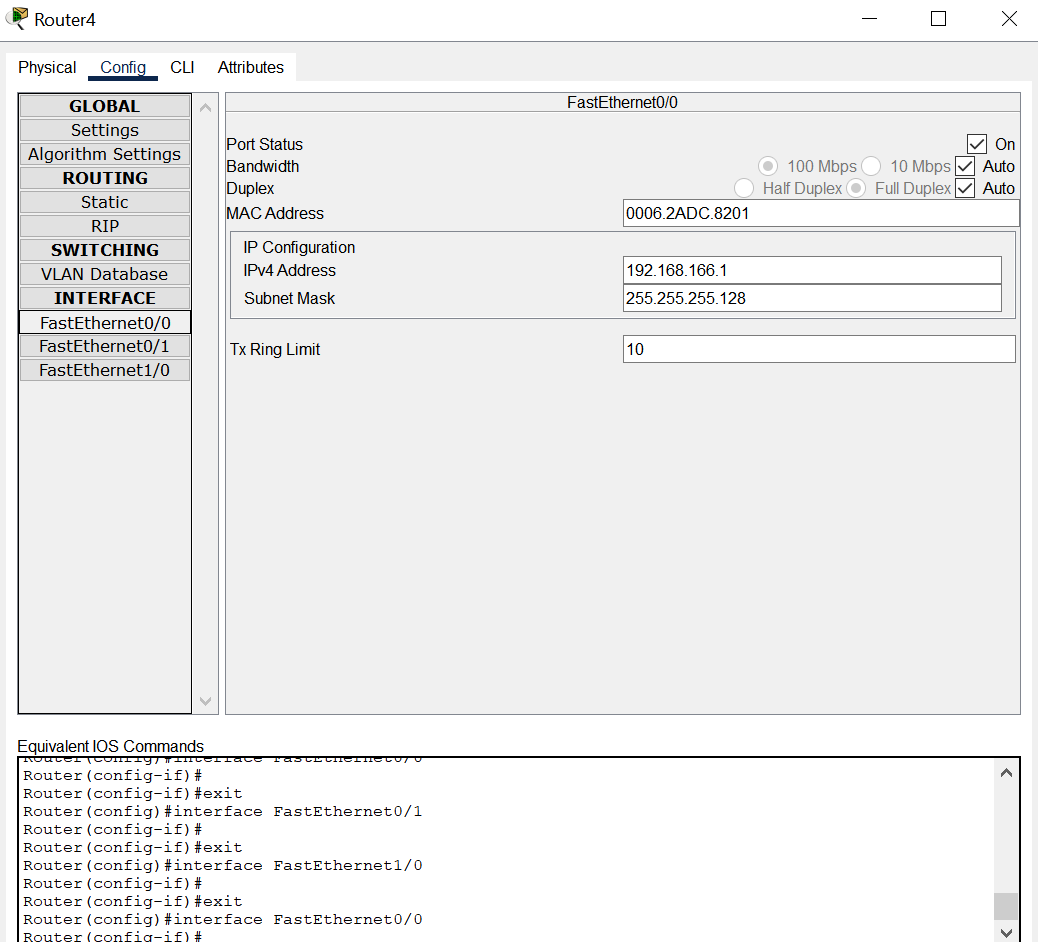 Router4
Physical Config CLI Attributes
GLOBAL
Settings
Algorithm Settings
ROUTING
Static
RIP
SWITCHING
VLAN Database
INTERFACE
FastEthernet0/0
FastEthernet0/1
FastEthernet1/0
FastEthernet0/0
Port Status On
Bandwidth 100 Mbps 10 Mbps Auto
Duplex Half Duplex Full Duplex Auto
MAC Address 0006.2ADC.8201
IP Configuration
IPv4 Address 192.168.166.1
Subnet Mask 255.255.255.128
Tx Ring Limit 10
Equivalent IOS Commands
Router(config)#interface FastEthernet0/0
Router(config-if)#
Router(config-if)#exit
Router(config)#interface FastEthernet0/1
Router(config-if)#
Router(config-if)#exit
Router(config)#interface FastEthernet1/0
Router(config-if)#
Router(config-if)#exit
Router(config)#interface FastEthernet0/0
Router(config-if)#